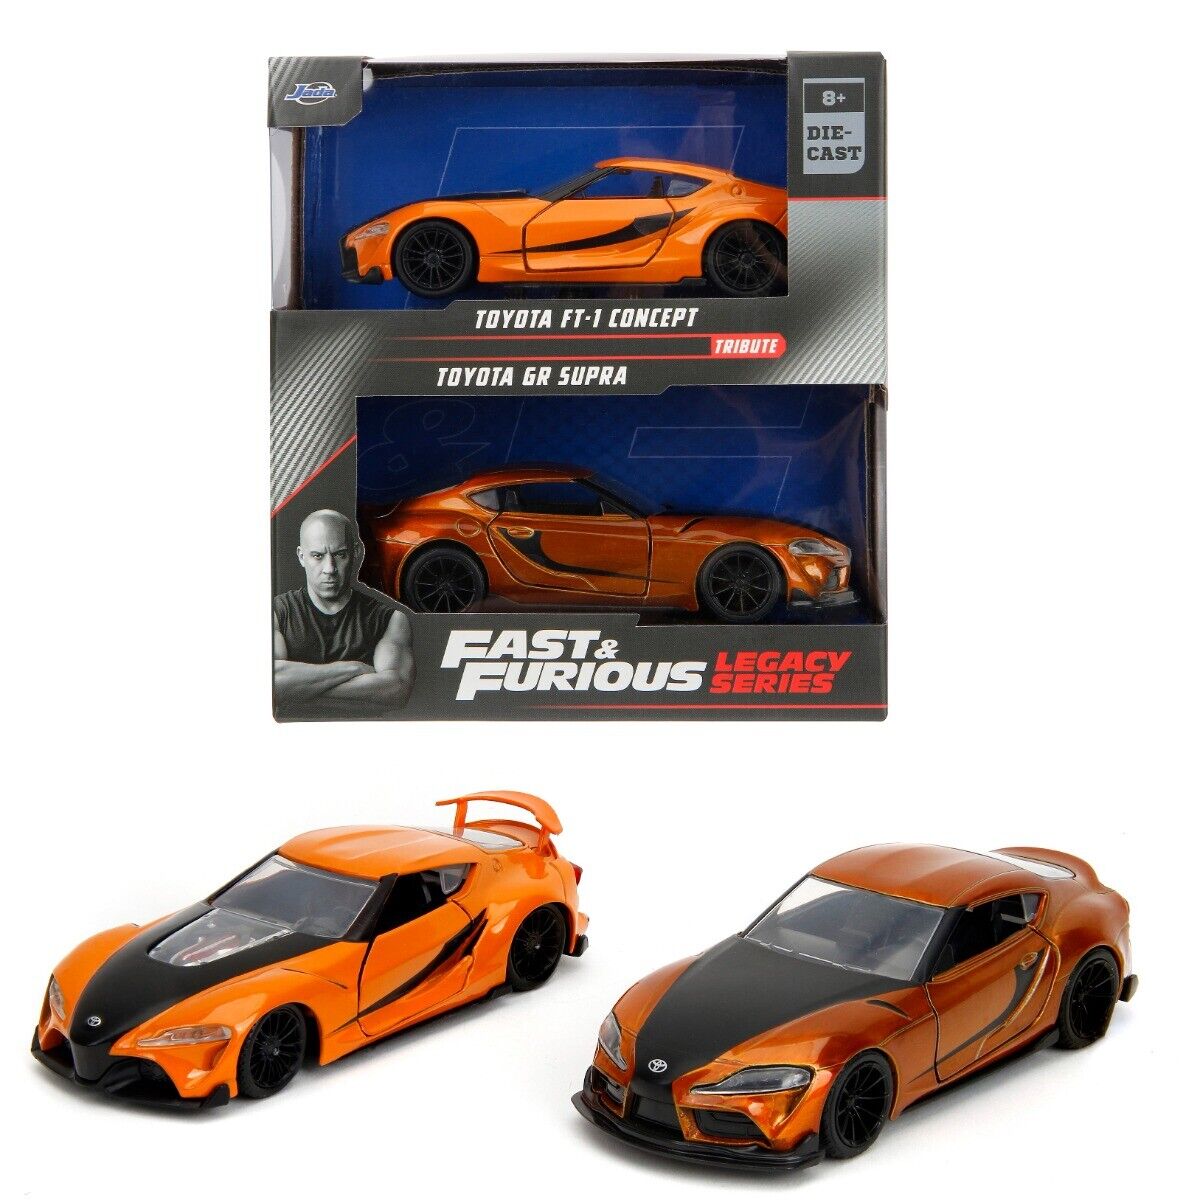 Jada
8+
DIE-
CAST
TOYOTA FT-1 CONCEPT
TRIBUTE
TOYOTA GR SUPRA
&
FAST &
FURIOUS
LEGACY
SERIES